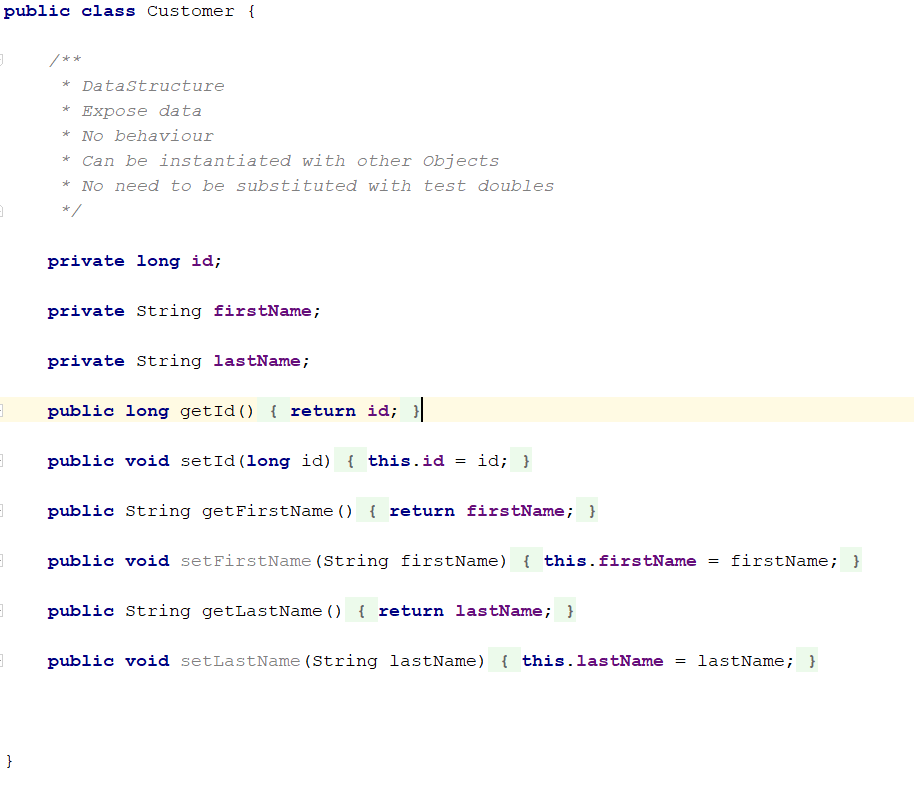 public class Customer {
/**
* DataStructure
* Expose data
* No behaviour
* Can be instantiated with other Objects
* No need to be substituted with test doubles
*/
private long id;
private String firstName;
private String lastName;
public long getId() { return id; }
public void setId(long id) { this.id = id; }
public String getFirstName() { return firstName; }
public void setFirstName(String firstName) { this.firstName = firstName; }
public String getLastName() { return lastName; }
public void setLastName(String lastName) { this.lastName = lastName; }
}